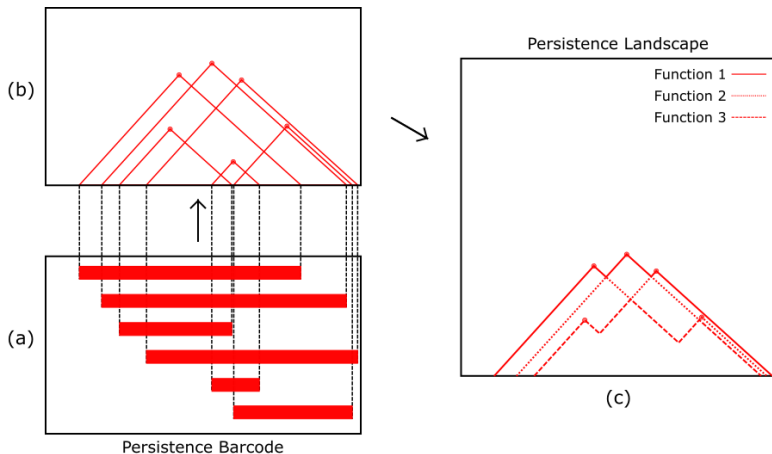 (b)
(a)
Persistence Barcode
Persistence Landscape
Function 1
Function 2
Function 3
(c)